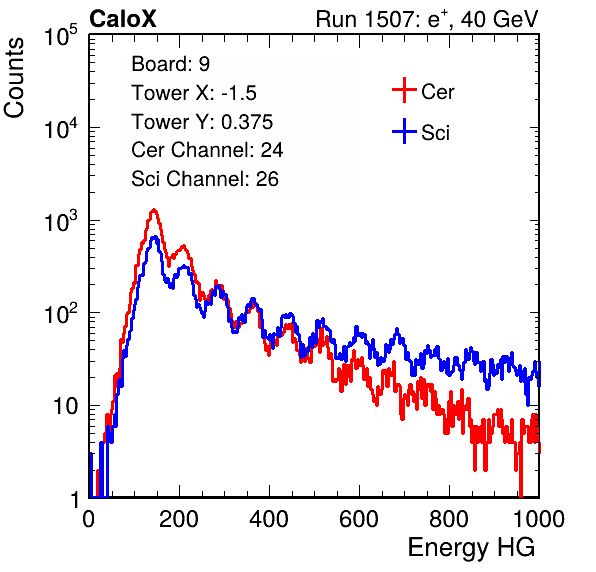 CaloX Run 1507: e⁺, 40 GeV
Board: 9
Tower X: -1.5
Tower Y: 0.375
Cer Channel: 24
Sci Channel: 26
Cer
Sci
Counts
10⁵
10⁴
10³
10²
10
1
0 200 400 600 800 1000
Energy HG